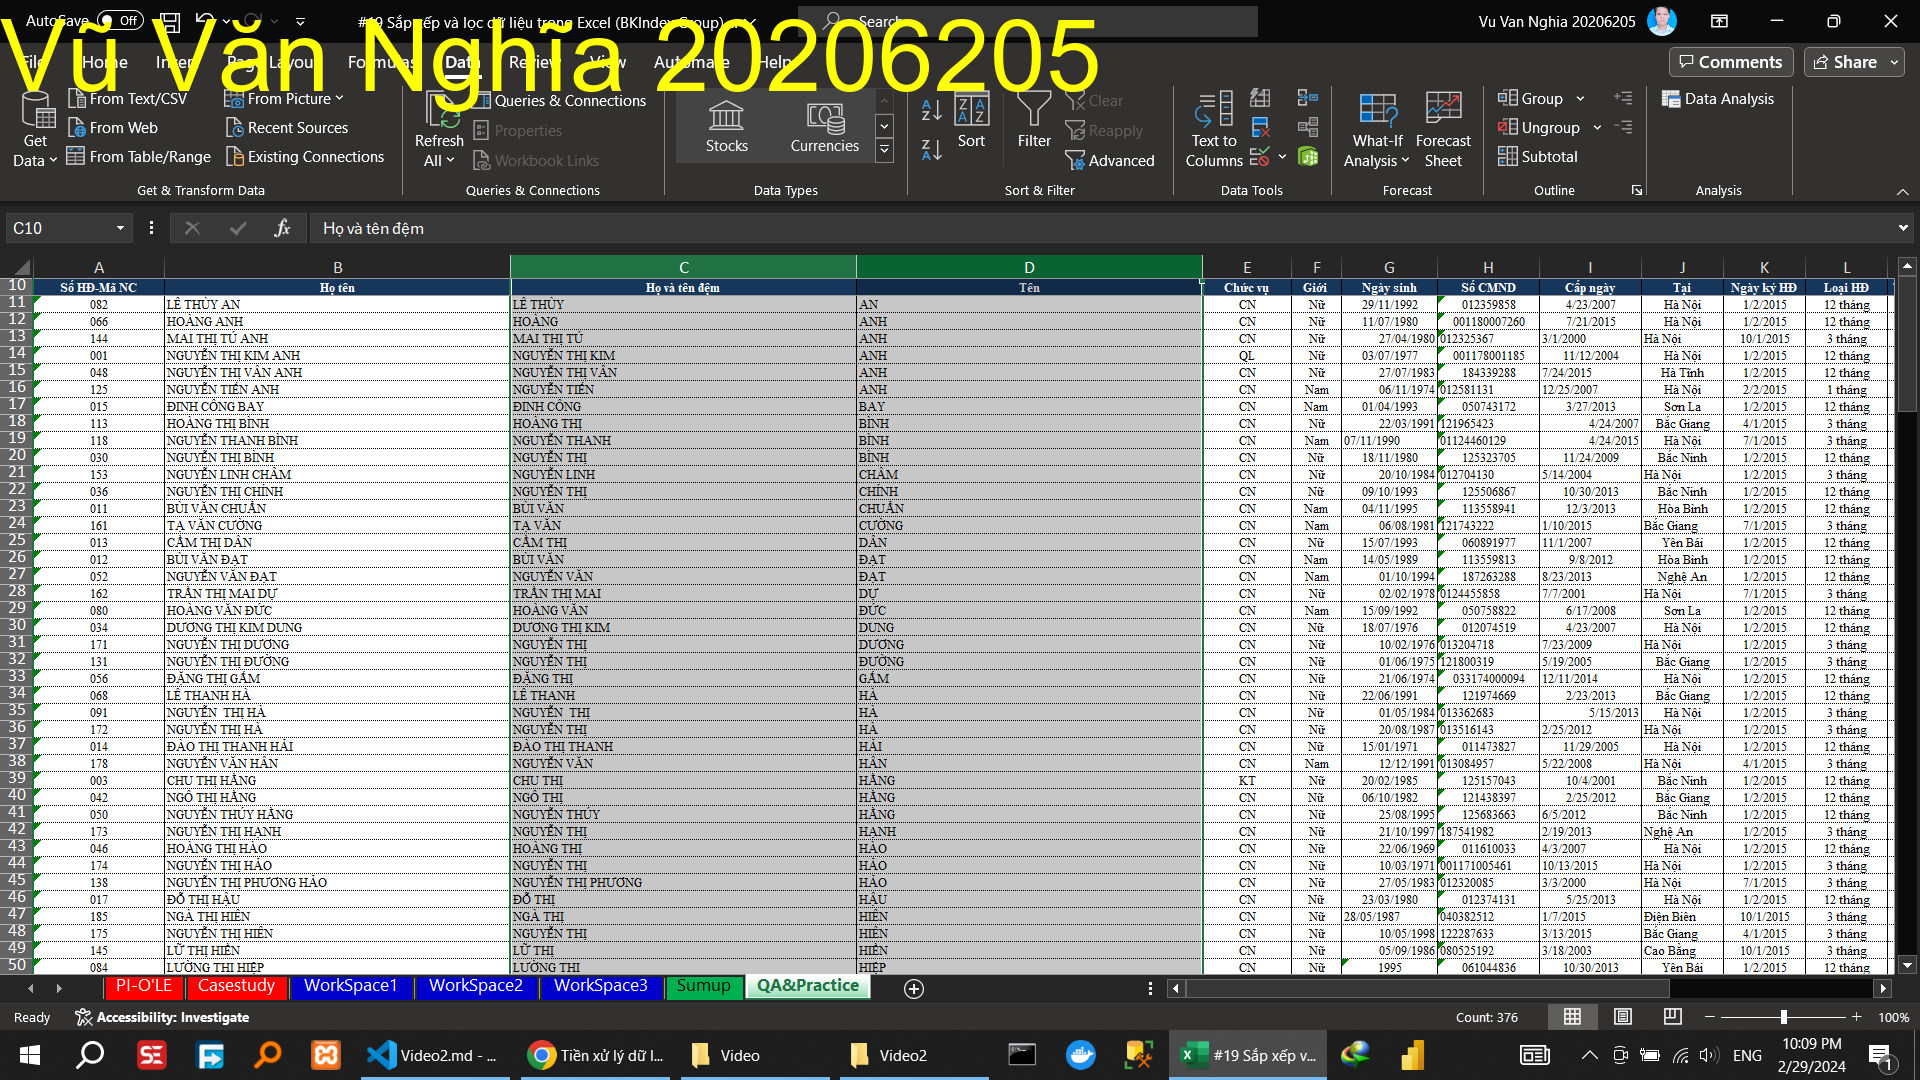 AutoSave Off #19 Sắp xếp và lọc dữ liệu trong Excel (BKIndex Group) Search Vu Van Nghia 20206205
Vũ Văn Nghĩa 20206205
File Home Insert Page Layout Formulas Data Review View Automate Help Comments Share
Get Data From Text/CSV From Web From Table/Range From Picture Recent Sources Existing Connections
Refresh All Queries & Connections Properties Workbook Links
Stocks Currencies
Sort Filter Clear Reapply Advanced
Text to Columns
What-If Analysis Forecast Sheet
Group Ungroup Subtotal
Data Analysis
Get & Transform Data Queries & Connections Data Types Sort & Filter Data Tools Forecast Outline Analysis
C10 fx Họ và tên đệm
A B C D E F G H I J K L
10 Số HĐ-Mã NC Họ tên Họ và tên đệm Tên Chức vụ Giới Ngày sinh Số CMND Cấp ngày Tại Ngày ký HĐ Loại HĐ
11 082 LÊ THÙY AN LÊ THÙY AN CN Nữ 29/11/1992 012359858 4/23/2007 Hà Nội 1/2/2015 12 tháng
12 066 HOÀNG ANH HOÀNG ANH CN Nữ 11/07/1980 001180007260 7/21/2015 Hà Nội 1/2/2015 12 tháng
13 144 MAI THỊ TÚ ANH MAI THỊ TÚ ANH CN Nữ 27/04/1980 012325367 3/1/2000 Hà Nội 10/1/2015 3 tháng
14 001 NGUYỄN THỊ KIM ANH NGUYỄN THỊ KIM ANH QL Nữ 03/07/1977 001178001185 11/12/2004 Hà Nội 1/2/2015 12 tháng
15 048 NGUYỄN THỊ VÂN ANH NGUYỄN THỊ VÂN ANH CN Nữ 27/07/1983 184339288 7/24/2015 Hà Tĩnh 1/2/2015 12 tháng
16 125 NGUYỄN TIẾN ANH NGUYỄN TIẾN ANH CN Nam 06/11/1974 012581131 12/25/2007 Hà Nội 2/2/2015 1 tháng
17 015 ĐINH CÔNG BAY ĐINH CÔNG BAY CN Nam 01/04/1993 050743172 3/27/2013 Sơn La 1/2/2015 12 tháng
18 113 HOÀNG THỊ BÌNH HOÀNG THỊ BÌNH CN Nữ 22/03/1991 121965423 4/24/2007 Bắc Giang 4/1/2015 3 tháng
19 118 NGUYỄN THANH BÌNH NGUYỄN THANH BÌNH CN Nam 07/11/1990 01124460129 4/24/2015 Hà Nội 7/1/2015 3 tháng
20 030 NGUYỄN THỊ BÌNH NGUYỄN THỊ BÌNH CN Nữ 18/11/1980 125323705 11/24/2009 Bắc Ninh 1/2/2015 12 tháng
21 153 NGUYỄN LINH CHÂM NGUYỄN LINH CHÂM CN Nữ 20/10/1984 012704130 5/14/2004 Hà Nội 1/2/2015 3 tháng
22 036 NGUYỄN THỊ CHÍNH NGUYỄN THỊ CHÍNH CN Nữ 09/10/1993 125506867 10/30/2013 Bắc Ninh 1/2/2015 12 tháng
23 011 BÙI VĂN CHUẨN BÙI VĂN CHUẨN CN Nam 04/11/1995 113558941 12/3/2013 Hòa Bình 1/2/2015 12 tháng
24 161 TẠ VĂN CƯỜNG TẠ VĂN CƯỜNG CN Nam 06/08/1981 121743222 1/10/2015 Bắc Giang 7/1/2015 3 tháng
25 013 CẦM THỊ DÂN CẦM THỊ DÂN CN Nữ 15/07/1993 060891977 11/1/2007 Yên Bái 1/2/2015 12 tháng
26 012 BÙI VĂN ĐẠT BÙI VĂN ĐẠT CN Nam 14/05/1989 113559813 9/8/2012 Hòa Bình 1/2/2015 12 tháng
27 052 NGUYỄN VĂN ĐẠT NGUYỄN VĂN ĐẠT CN Nam 01/10/1994 187263288 8/23/2013 Nghệ An 1/2/2015 12 tháng
28 162 TRẦN THỊ MAI DỰ TRẦN THỊ MAI DỰ CN Nữ 02/02/1978 0124455858 7/7/2001 Hà Nội 7/1/2015 3 tháng
29 080 HOÀNG VĂN ĐỨC HOÀNG VĂN ĐỨC CN Nam 15/09/1992 050758822 6/17/2008 Sơn La 1/2/2015 12 tháng
30 034 DƯƠNG THỊ KIM DUNG DƯƠNG THỊ KIM DUNG CN Nữ 18/07/1976 012074519 4/23/2007 Hà Nội 1/2/2015 12 tháng
31 171 NGUYỄN THỊ DƯƠNG NGUYỄN THỊ DƯƠNG CN Nữ 10/02/1976 013204718 7/23/2009 Hà Nội 1/2/2015 3 tháng
32 131 NGUYỄN THỊ ĐƯỜNG NGUYỄN THỊ ĐƯỜNG CN Nữ 01/06/1975 121800319 5/19/2005 Bắc Giang 1/2/2015 3 tháng
33 056 ĐẶNG THỊ GẤM ĐẶNG THỊ GẤM CN Nữ 21/06/1974 033174000094 12/11/2014 Hà Nội 1/2/2015 12 tháng
34 068 LÊ THANH HÀ LÊ THANH HÀ CN Nữ 22/06/1991 121974669 2/23/2013 Bắc Giang 1/2/2015 12 tháng
35 091 NGUYỄN THỊ HÀ NGUYỄN THỊ HÀ CN Nữ 01/05/1984 013362683 5/15/2013 Hà Nội 1/2/2015 3 tháng
36 172 NGUYỄN THỊ HÀ NGUYỄN THỊ HÀ CN Nữ 20/08/1987 013516143 2/25/2012 Hà Nội 1/2/2015 3 tháng
37 014 ĐÀO THỊ THANH HẢI ĐÀO THỊ THANH HẢI CN Nữ 15/01/1971 011473827 11/29/2005 Hà Nội 1/2/2015 12 tháng
38 178 NGUYỄN VĂN HÂN NGUYỄN VĂN HÂN CN Nam 12/12/1991 013084957 5/22/2008 Hà Nội 4/1/2015 3 tháng
39 003 CHU THỊ HẰNG CHU THỊ HẰNG KT Nữ 20/02/1985 125157043 10/4/2001 Bắc Ninh 1/2/2015 12 tháng
40 042 NGÔ THỊ HẰNG NGÔ THỊ HẰNG CN Nữ 06/10/1982 121438397 2/25/2012 Bắc Giang 1/2/2015 12 tháng
41 050 NGUYỄN THÚY HẰNG NGUYỄN THÚY HẰNG CN Nữ 25/08/1995 125683663 6/5/2012 Bắc Ninh 1/2/2015 12 tháng
42 173 NGUYỄN THỊ HẠNH NGUYỄN THỊ HẠNH CN Nữ 21/10/1997 187541982 2/19/2013 Nghệ An 1/2/2015 3 tháng
43 046 HOÀNG THỊ HÀO HOÀNG THỊ HÀO CN Nữ 22/06/1969 011610033 4/3/2007 Hà Nội 1/2/2015 12 tháng
44 174 NGUYỄN THỊ HẢO NGUYỄN THỊ HẢO CN Nữ 10/03/1971 001171005461 10/13/2015 Hà Nội 1/2/2015 3 tháng
45 138 NGUYỄN THỊ PHƯƠNG HẢO NGUYỄN THỊ PHƯƠNG HẢO CN Nữ 27/05/1983 012320085 3/3/2000 Hà Nội 7/1/2015 3 tháng
46 017 ĐỖ THỊ HẬU ĐỖ THỊ HẬU CN Nữ 23/03/1980 012374131 5/25/2013 Hà Nội 1/2/2015 12 tháng
47 185 NGÀ THỊ HIÊN NGÀ THỊ HIÊN CN Nữ 28/05/1987 040382512 1/7/2015 Điện Biên 10/1/2015 3 tháng
48 175 NGUYỄN THỊ HIỀN NGUYỄN THỊ HIỀN CN Nữ 10/05/1998 122287633 3/13/2015 Bắc Giang 4/1/2015 3 tháng
49 145 LỮ THỊ HIỀN LỮ THỊ HIỀN CN Nữ 05/09/1986 080525192 3/18/2003 Cao Bằng 10/1/2015 3 tháng
50 084 LƯỜNG THỊ HIỆP LƯỜNG THỊ HIỆP CN Nữ 1995 061044836 10/30/2013 Yên Bái 1/2/2015 12 tháng
PI-O'LE Casestudy WorkSpace1 WorkSpace2 WorkSpace3 Sumup QA&Practice
Ready Accessibility: Investigate Count: 376 100%
Video2.md - ... Tiền xử lý dữ l... Video Video2 #19 Sắp xếp v... ENG 10:09 PM
2/29/2024 1